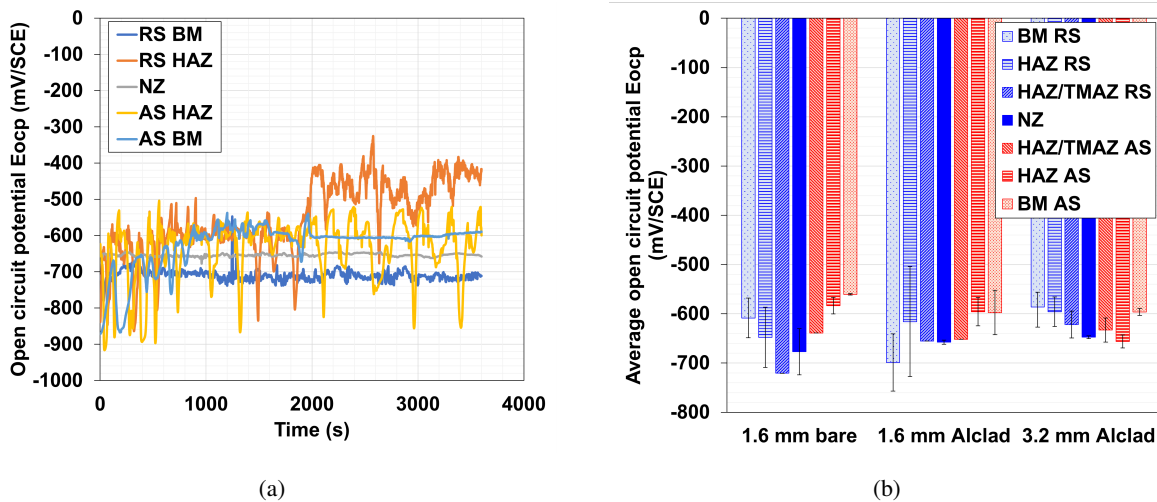 Open circuit potential Eocp (mV/SCE)
0
-100
-200
-300
-400
-500
-600
-700
-800
-900
-1000
RS BM
RS HAZ
NZ
AS HAZ
AS BM
0
1000
2000
3000
4000
Time (s)
(a)
Average open circuit potential Eocp
(mV/SCE)
0
-100
-200
-300
-400
-500
-600
-700
-800
BM RS
HAZ RS
HAZ/TMAZ RS
NZ
HAZ/TMAZ AS
HAZ AS
BM AS
1.6 mm bare
1.6 mm Alclad
3.2 mm Alclad
(b)